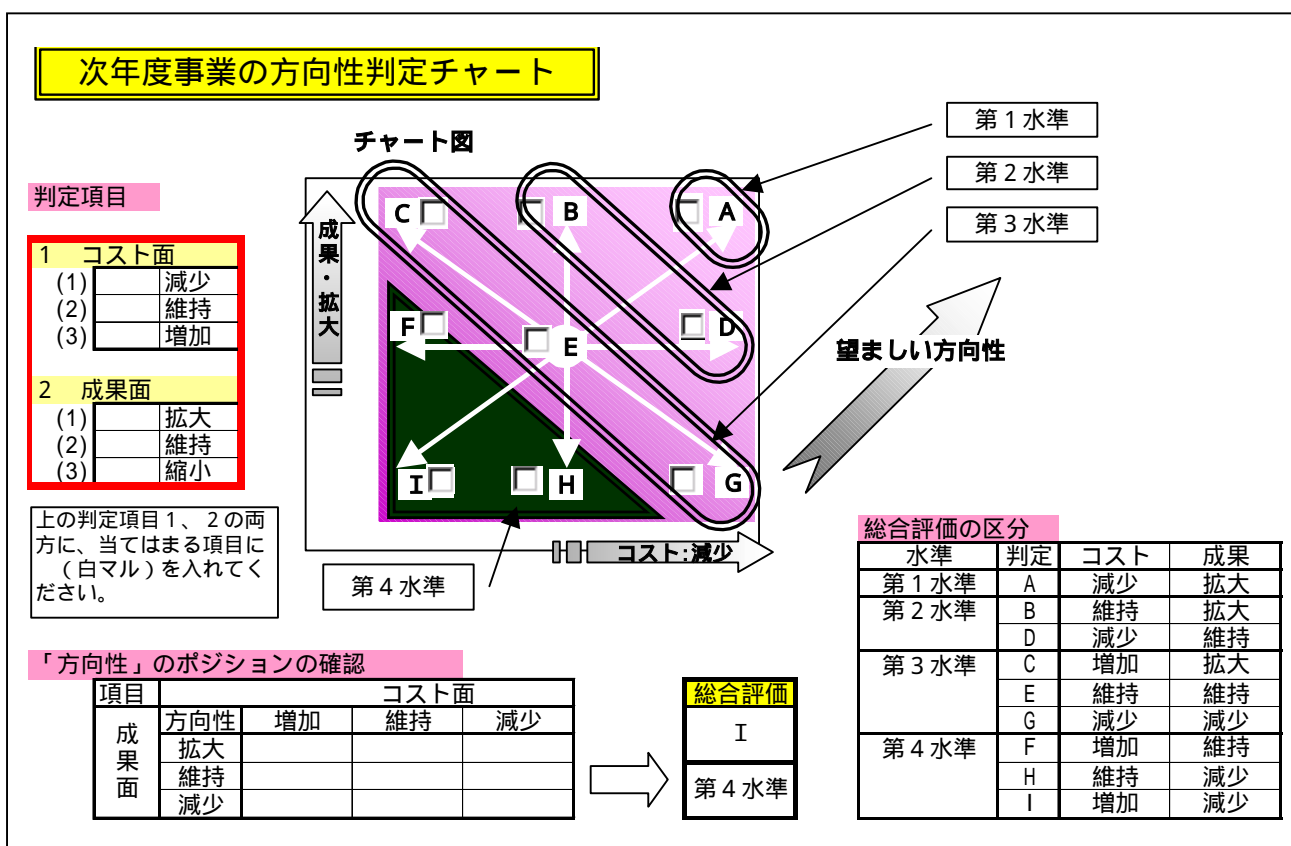 次年度事業の方向性判定チャート
チャート図
第１水準
第２水準
第３水準
判定項目
1 コスト面
(1) 減少
(2) 維持
(3) 増加
2 成果面
(1) 拡大
(2) 維持
(3) 縮小
上の判定項目１、２の両
方に、当てはまる項目に
（白マル）を入れてく
ださい。
成果・拡大
C
B
A
F
E
D
I
H
G
コスト:減少
望ましい方向性
第４水準
総合評価の区分
水準 判定 コスト 成果
第１水準 A 減少 拡大
第２水準 B 維持 拡大
D 減少 維持
第３水準 C 増加 拡大
E 維持 維持
G 減少 減少
第４水準 F 増加 維持
H 維持 減少
I 増加 減少
「方向性」のポジションの確認
項目 コスト面
成果面 方向性 増加 維持 減少
拡大
維持
減少
総合評価
I
第４水準